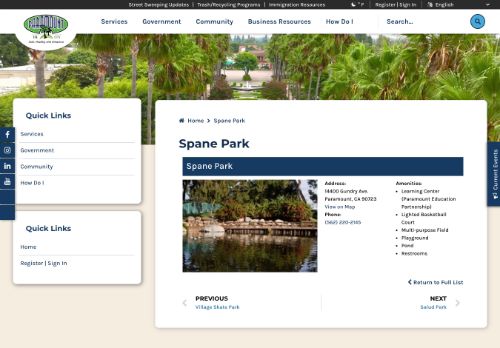 Street Sweeping Updates | Trash/Recycling Programs | Immigration Resources
°F | Register | Sign In | English
PARAMOUNT
Services Government Community Business Resources How Do I Search...
Quick Links
Services
Government
Community
How Do I
Quick Links
Home
Register | Sign In
Home > Spane Park
Spane Park
Spane Park
Address:
14400 Gundry Ave.
Paramount, CA 90723
View on Map
Phone:
(562) 220-2145
Amenities:
Learning Center
(Paramount Education
Partnership)
Lighted Basketball
Court
Multi-purpose Field
Playground
Pond
Restrooms
Return to Full List
PREVIOUS
Village Skate Park
NEXT
Salud Park
Current Events